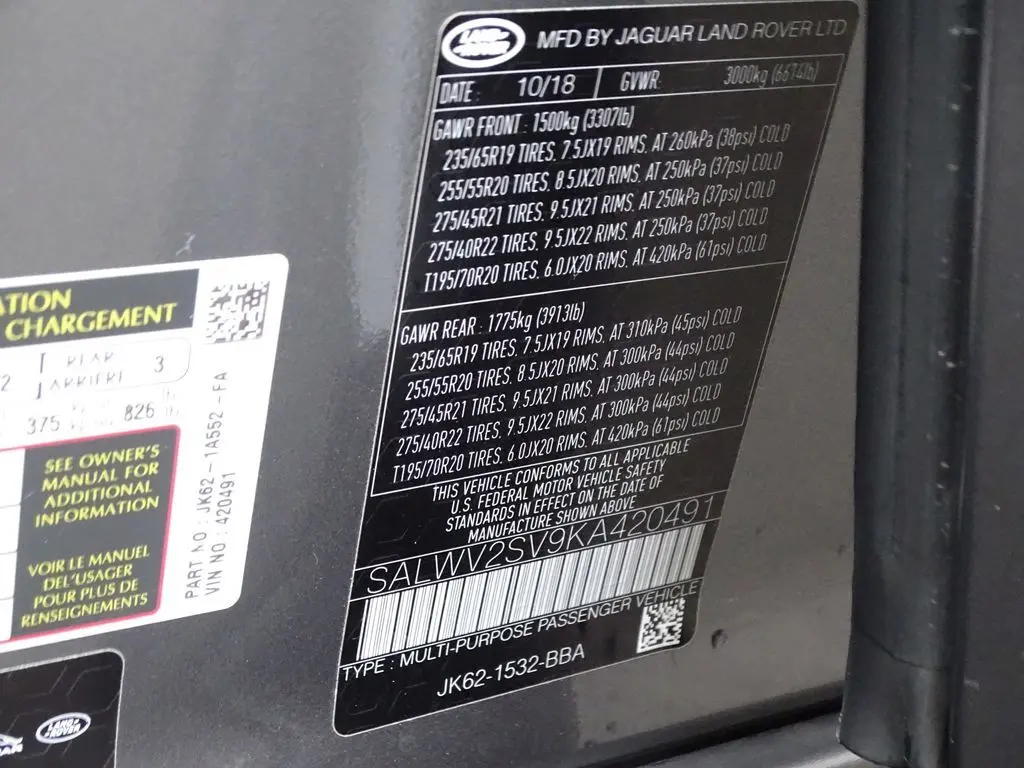 LAND-
ROVER
MFD BY JAGUAR LAND ROVER LTD
DATE: 10/18 GVWR: 3000kg (6614lb)
GAWR FRONT : 1500kg (3307lb)
235/65R19 TIRES, 7.5JX19 RIMS, AT 260kPa (38psi) COLD
255/55R20 TIRES, 8.5JX20 RIMS, AT 250kPa (37psi) COLD
275/45R21 TIRES, 9.5JX21 RIMS, AT 250kPa (37psi) COLD
275/40R22 TIRES, 9.5JX22 RIMS, AT 250kPa (37psi) COLD
T195/70R20 TIRES, 6.0JX20 RIMS, AT 420kPa (61psi) COLD
GAWR REAR : 1775kg (3913lb)
235/65R19 TIRES, 7.5JX19 RIMS, AT 310kPa (45psi) COLD
255/55R20 TIRES, 8.5JX20 RIMS, AT 300kPa (44psi) COLD
275/45R21 TIRES, 9.5JX21 RIMS, AT 300kPa (44psi) COLD
275/40R22 TIRES, 9.5JX22 RIMS, AT 300kPa (44psi) COLD
T195/70R20 TIRES, 6.0JX20 RIMS, AT 420kPa (61psi) COLD
THIS VEHICLE CONFORMS TO ALL APPLICABLE
U.S. FEDERAL MOTOR VEHICLE SAFETY
STANDARDS IN EFFECT ON THE DATE OF
MANUFACTURE SHOWN ABOVE
SALWV2SV9KA420491
TYPE : MULTI-PURPOSE PASSENGER VEHICLE
JK62-1532-BBA
ATION
CHARGEMENT
2 REAR 3
ARRIERE
375 826
SEE OWNER'S
MANUAL FOR
ADDITIONAL
INFORMATION
VOIR LE MANUEL
DEL'USAGER
POUR PLUS DE
RENSEIGNEMENTS
PART NO : JK62-1A552-FA
VIN NO : 420491
LAND-
ROVER